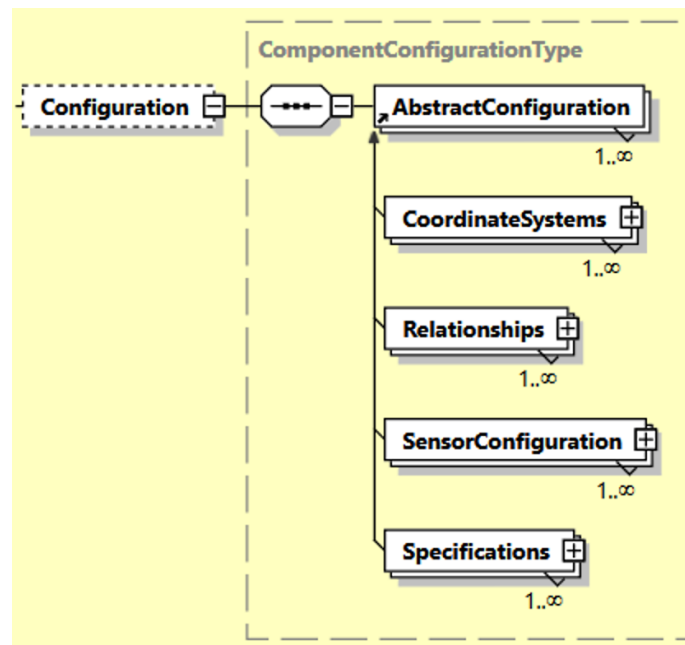 ComponentConfigurationType
Configuration
AbstractConfiguration
1..∞
CoordinateSystems
1..∞
Relationships
1..∞
SensorConfiguration
1..∞
Specifications
1..∞